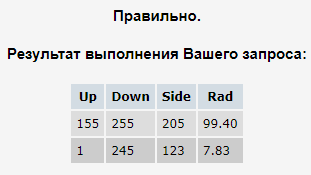 Правильно.
Результат выполнения Вашего запроса:
Up Down Side Rad
155 255 205 99.40
1 245 123 7.83